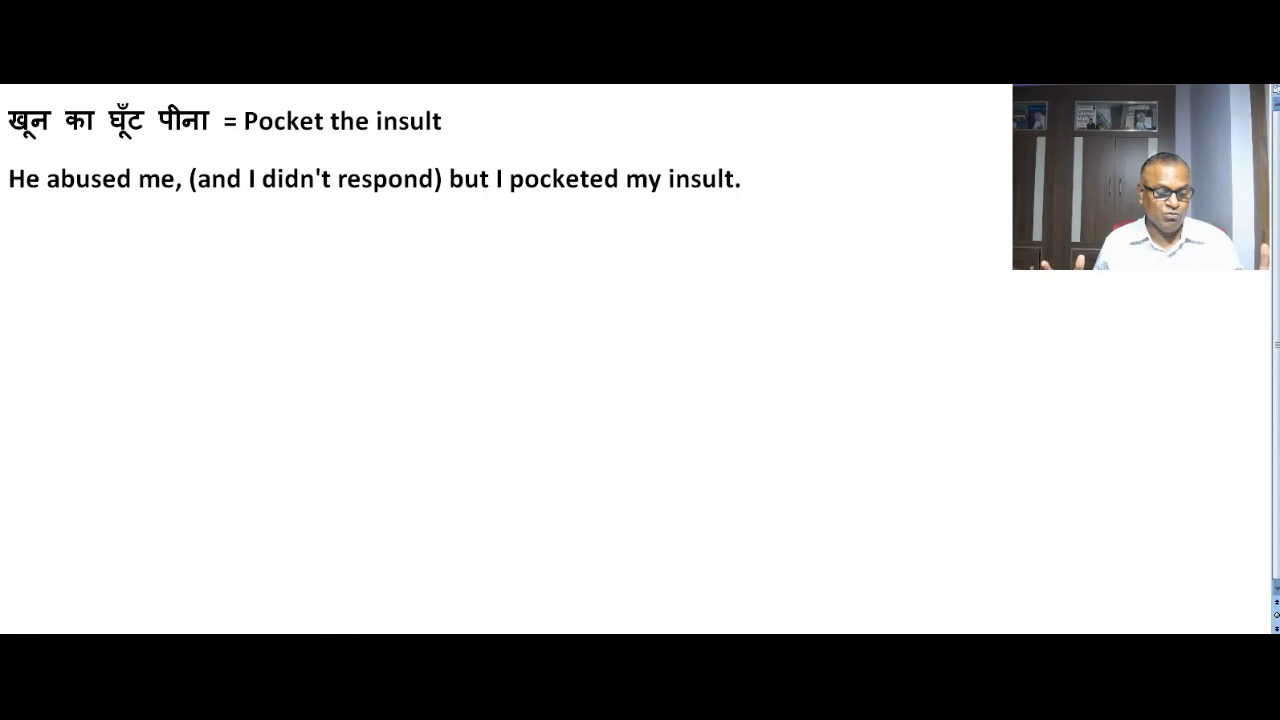 खून का घूँट पीना = Pocket the insult
He abused me, (and I didn't respond) but I pocketed my insult.